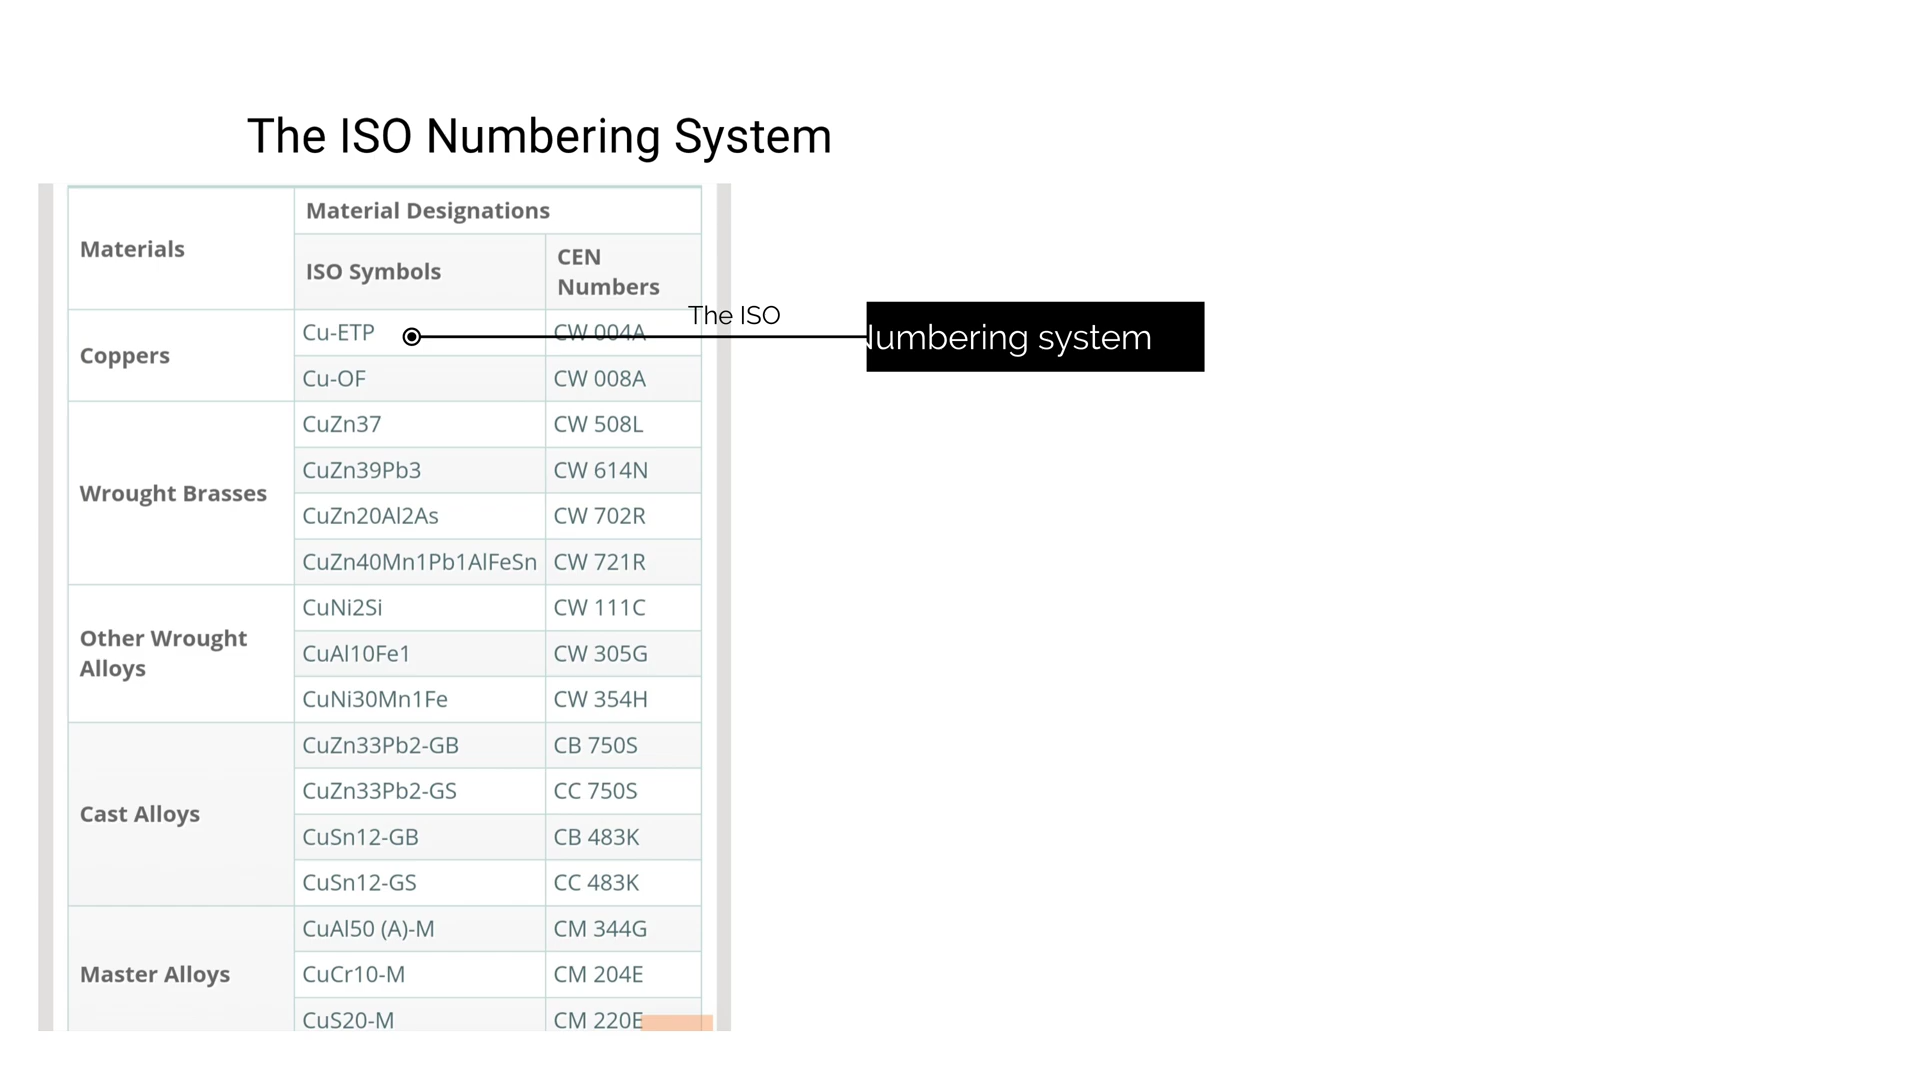 The ISO Numbering System
Materials
Material Designations
ISO Symbols
CEN
Numbers
Coppers
Cu-ETP
CW 004A
The ISO
Numbering system
Cu-OF
CW 008A
Wrought Brasses
CuZn37
CW 508L
CuZn39Pb3
CW 614N
CuZn20Al2As
CW 702R
CuZn40Mn1Pb1AlFeSn
CW 721R
Other Wrought
Alloys
CuNi2Si
CW 111C
CuAl10Fe1
CW 305G
CuNi30Mn1Fe
CW 354H
Cast Alloys
CuZn33Pb2-GB
CB 750S
CuZn33Pb2-GS
CC 750S
CuSn12-GB
CB 483K
CuSn12-GS
CC 483K
Master Alloys
CuAl50 (A)-M
CM 344G
CuCr10-M
CM 204E
CuS20-M
CM 220E